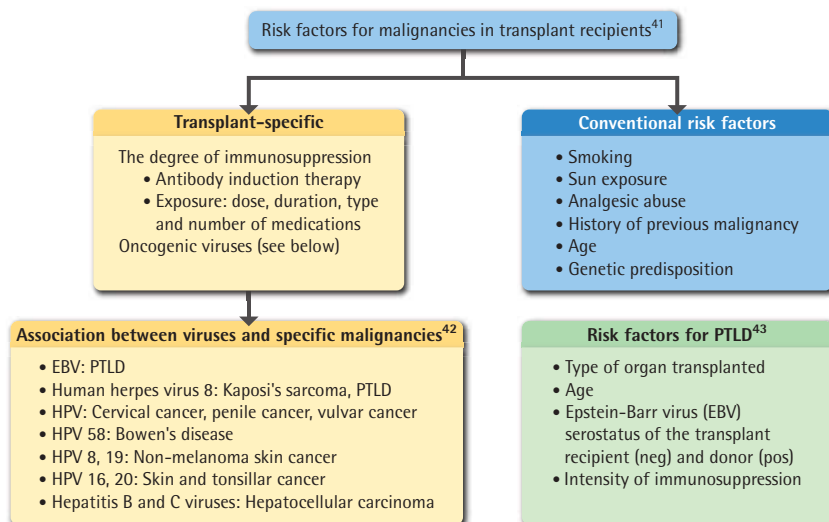 Risk factors for malignancies in transplant recipients41
Transplant-specific
The degree of immunosuppression
• Antibody induction therapy
• Exposure: dose, duration, type
and number of medications
Oncogenic viruses (see below)
Conventional risk factors
• Smoking
• Sun exposure
• Analgesic abuse
• History of previous malignancy
• Age
• Genetic predisposition
Association between viruses and specific malignancies42
• EBV: PTLD
• Human herpes virus 8: Kaposi's sarcoma, PTLD
• HPV: Cervical cancer, penile cancer, vulvar cancer
• HPV 58: Bowen's disease
• HPV 8, 19: Non-melanoma skin cancer
• HPV 16, 20: Skin and tonsillar cancer
• Hepatitis B and C viruses: Hepatocellular carcinoma
Risk factors for PTLD43
• Type of organ transplanted
• Age
• Epstein-Barr virus (EBV)
serostatus of the transplant
recipient (neg) and donor (pos)
• Intensity of immunosuppression